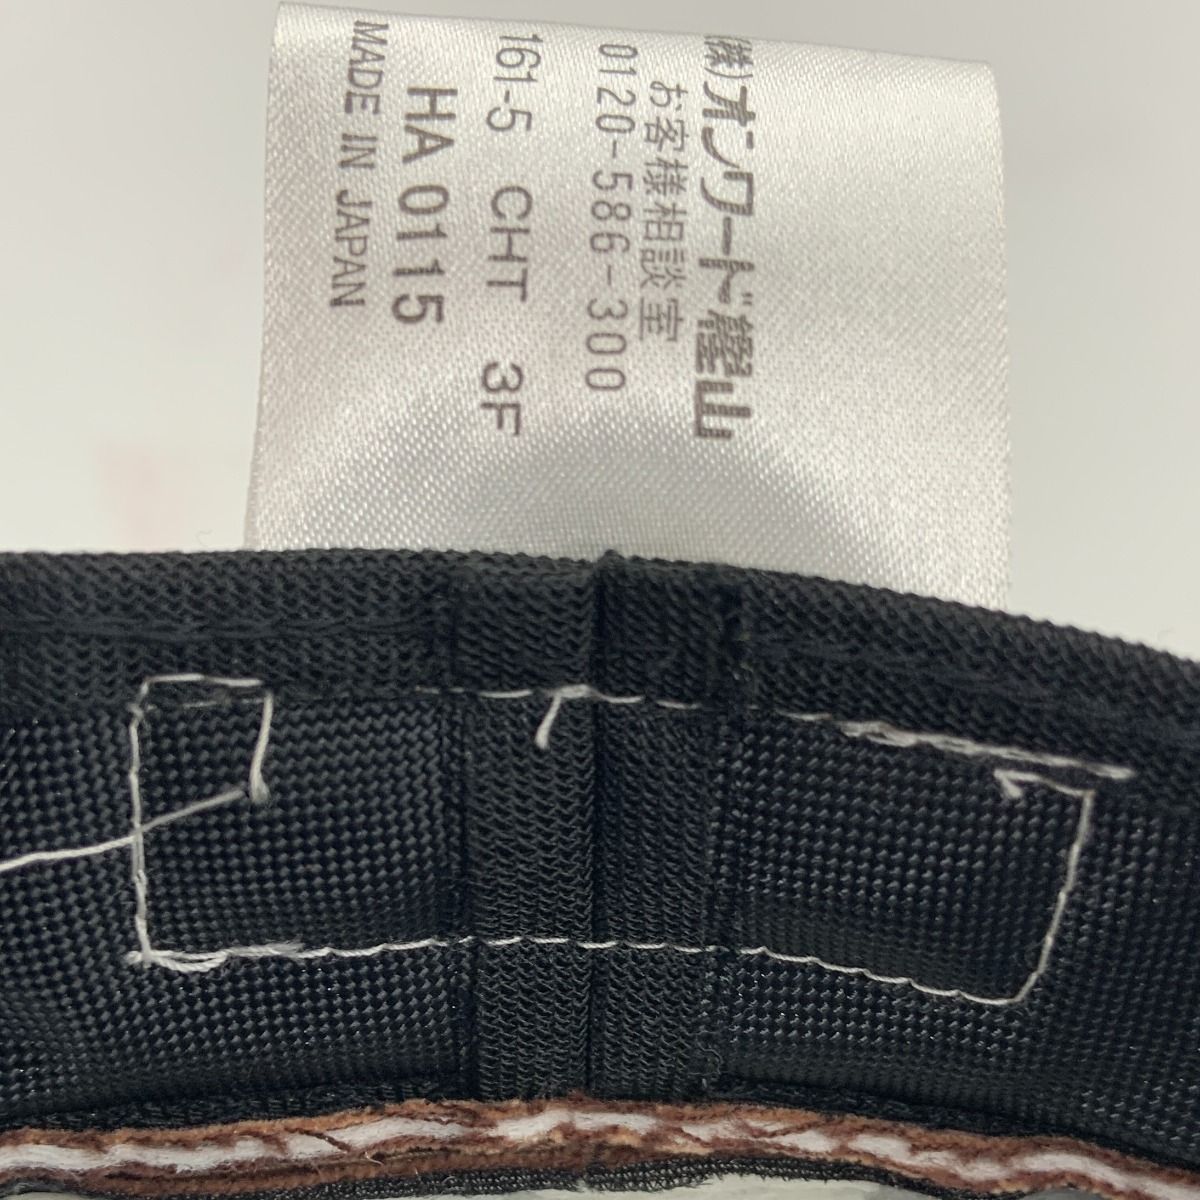 (株)オンワード樫山
お客様相談室
0120-586-300
161-5 CHT 3F
HA 0115
MADE IN JAPAN